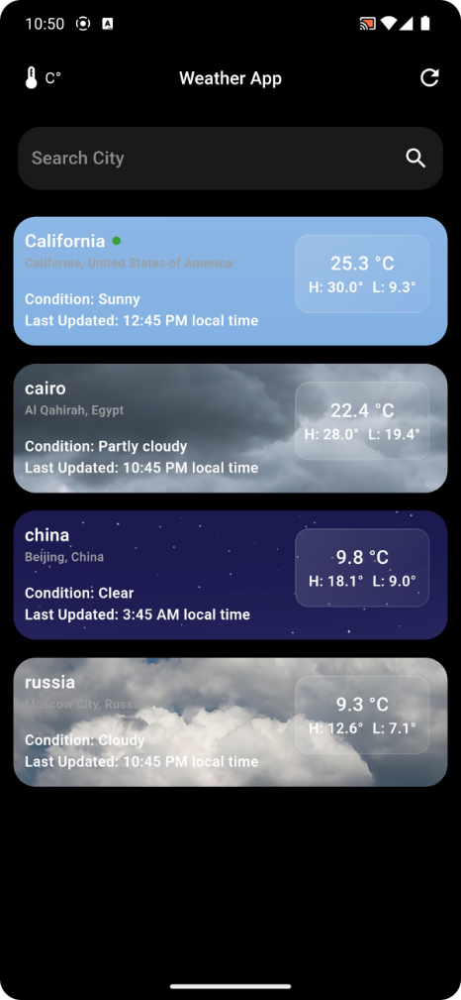 10:50
A
C°
Weather App
Search City
California
California, United States of America
25.3 °C
H: 30.0° L: 9.3°
Condition: Sunny
Last Updated: 12:45 PM local time
cairo
Al Qahirah, Egypt
22.4 °C
H: 28.0° L: 19.4°
Condition: Partly cloudy
Last Updated: 10:45 PM local time
china
Beijing, China
9.8 °C
H: 18.1° L: 9.0°
Condition: Clear
Last Updated: 3:45 AM local time
russia
Moscow City, Russia
9.3 °C
H: 12.6° L: 7.1°
Condition: Cloudy
Last Updated: 10:45 PM local time